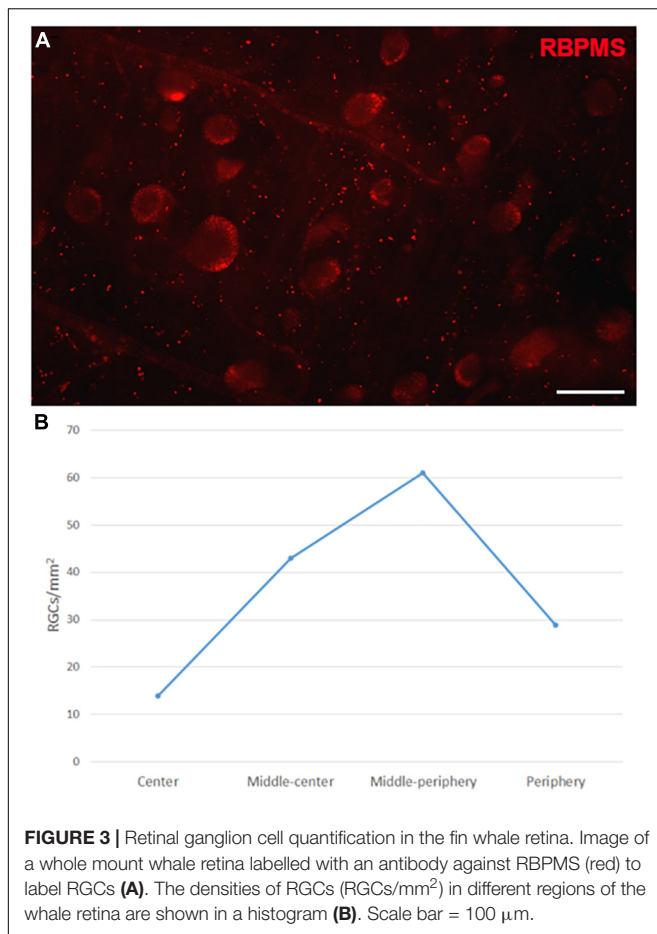 A
RBPMS
B
70
60
50
40
30
20
10
0
RGCs/mm²
Center Middle-center Middle-periphery Periphery
FIGURE 3 | Retinal ganglion cell quantification in the fin whale retina. Image of
a whole mount whale retina labelled with an antibody against RBPMS (red) to
label RGCs (A). The densities of RGCs (RGCs/mm²) in different regions of the
whale retina are shown in a histogram (B). Scale bar = 100 μm.